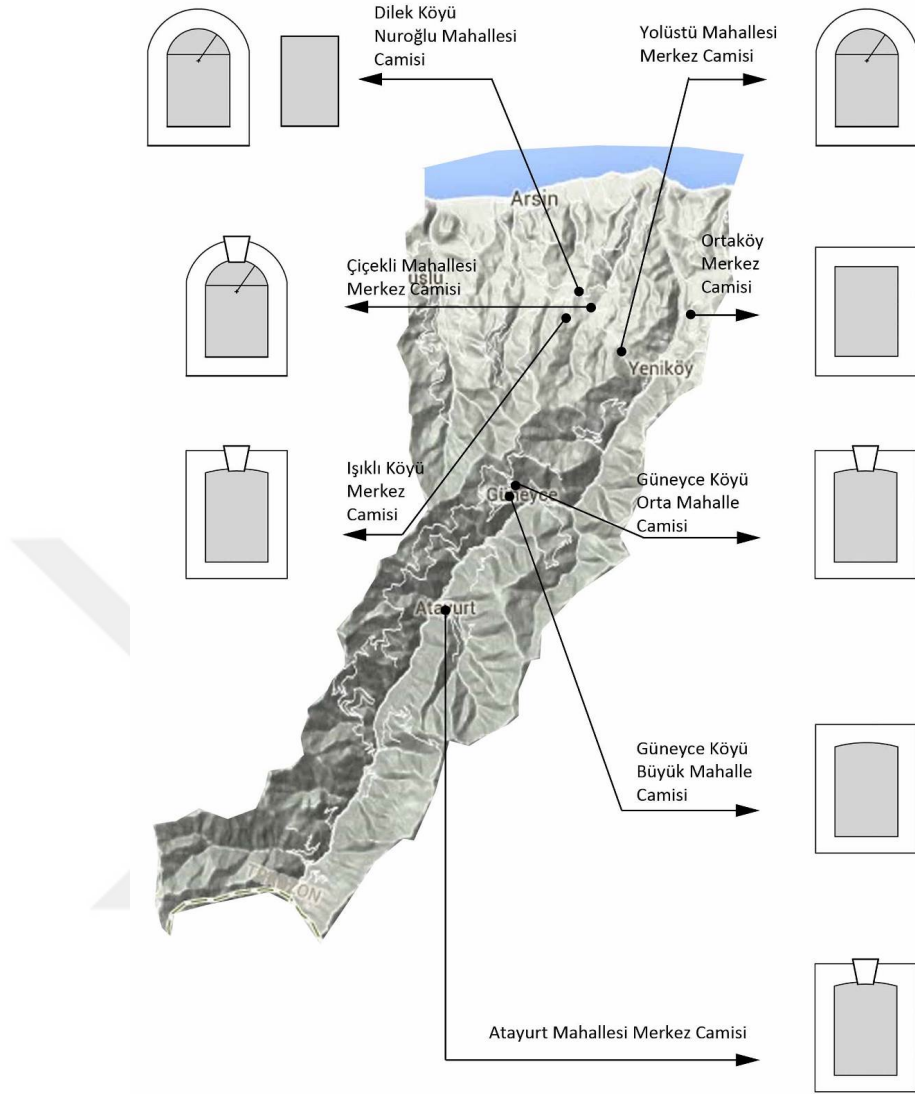 Dilek Köyü
Nuroğlu Mahallesi
Camisi
Yolüstü Mahallesi
Merkez Camisi
Arsin
Ortaköy
Merkez
Camisi
Çiçekli Mahallesi
Merkez Camisi
uslu
Yeniköy
Işıklı Köyü
Merkez
Camisi
Güneyce
Güneyce Köyü
Orta Mahalle
Camisi
Atayurt
Güneyce Köyü
Büyük Mahalle
Camisi
TRABZON
Atayurt Mahallesi Merkez Camisi